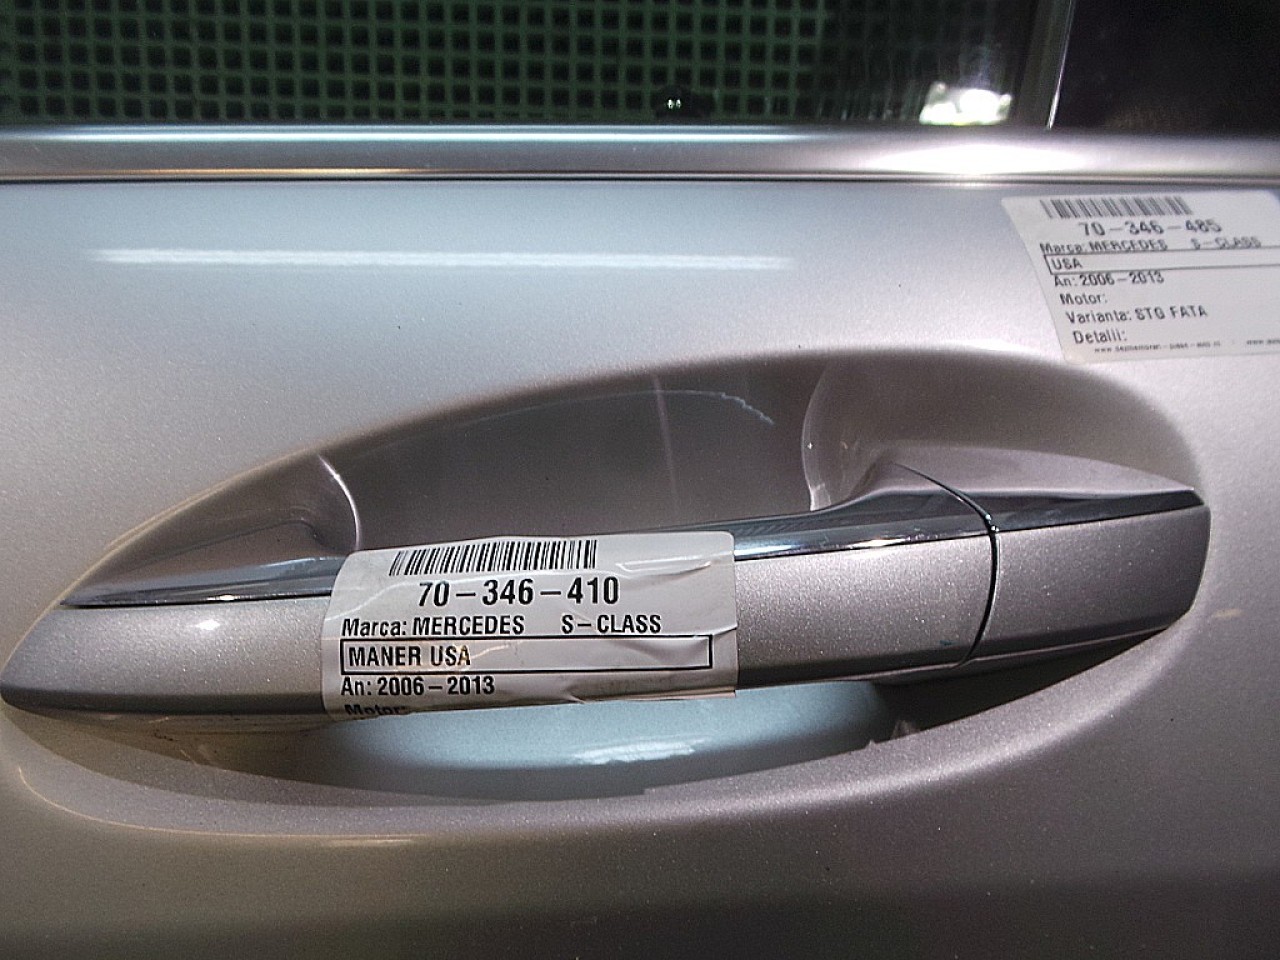 70-346-485
Marca: MERCEDES S-CLASS
USA
An: 2006-2013
Motor:
Varianta: STG FATA
Detalii:
70-346-410
Marca: MERCEDES S-CLASS
MANER USA
An: 2006-2013
Motor: